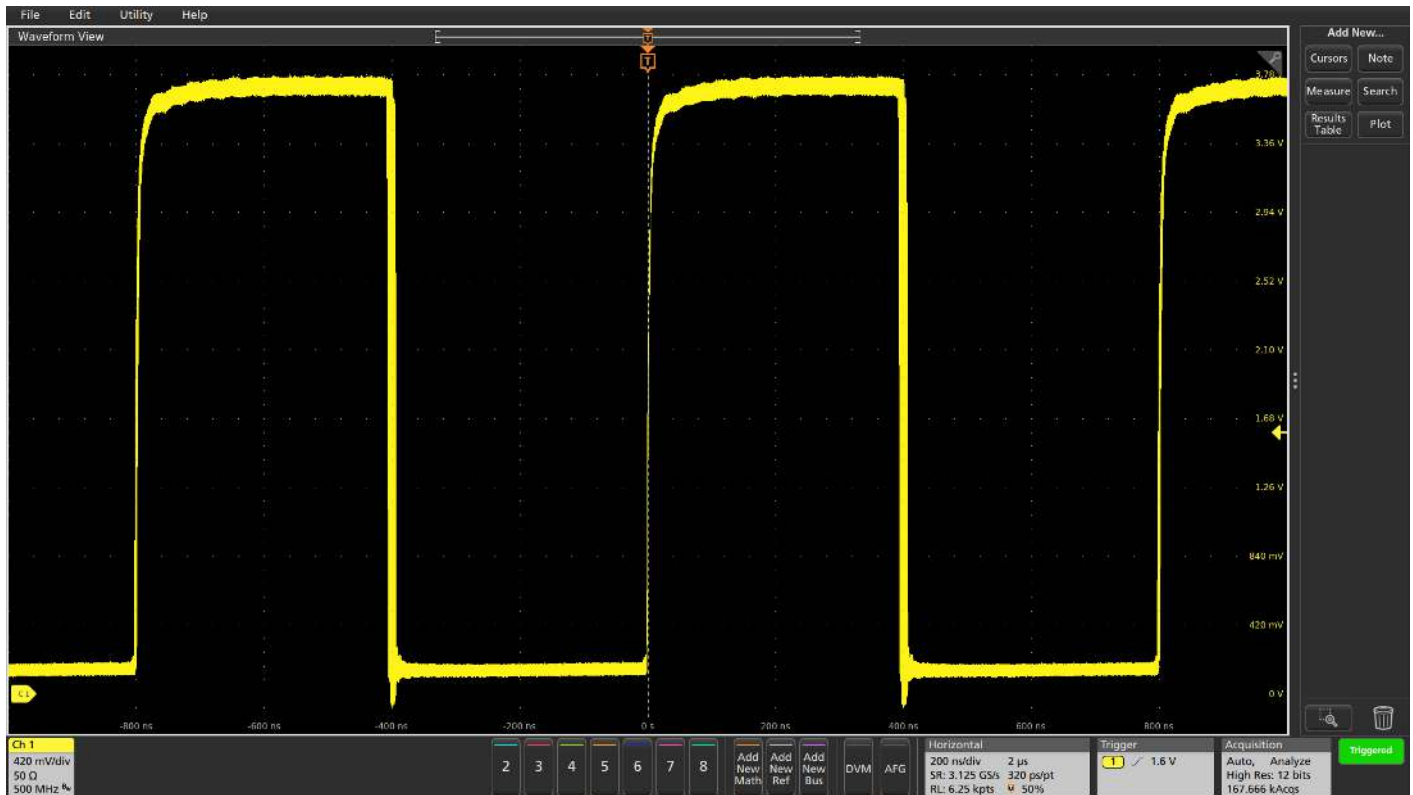 File Edit Utility Help
Waveform View
T
T
Add New...
Cursors Note
Measure Search
Results Table Plot
3.78 V
3.36 V
2.94 V
2.52 V
2.10 V
1.68 V
1.26 V
840 mV
420 mV
0 V
C1
-800 ns -600 ns -400 ns -200 ns 0 s 200 ns 400 ns 600 ns 800 ns
Ch 1
420 mV/div
50 Ω
500 MHz
2 3 4 5 6 7 8
Add New Math
Add New Ref
Add New Bus
DVM AFG
Horizontal
200 ns/div 2 µs
SR: 3.125 GS/s 320 ps/pt
RL: 6.25 kpts 50%
Trigger
1 1.6 V
Acquisition
Auto, Analyze
High Res: 12 bits
167.666 kAcqs
Triggered